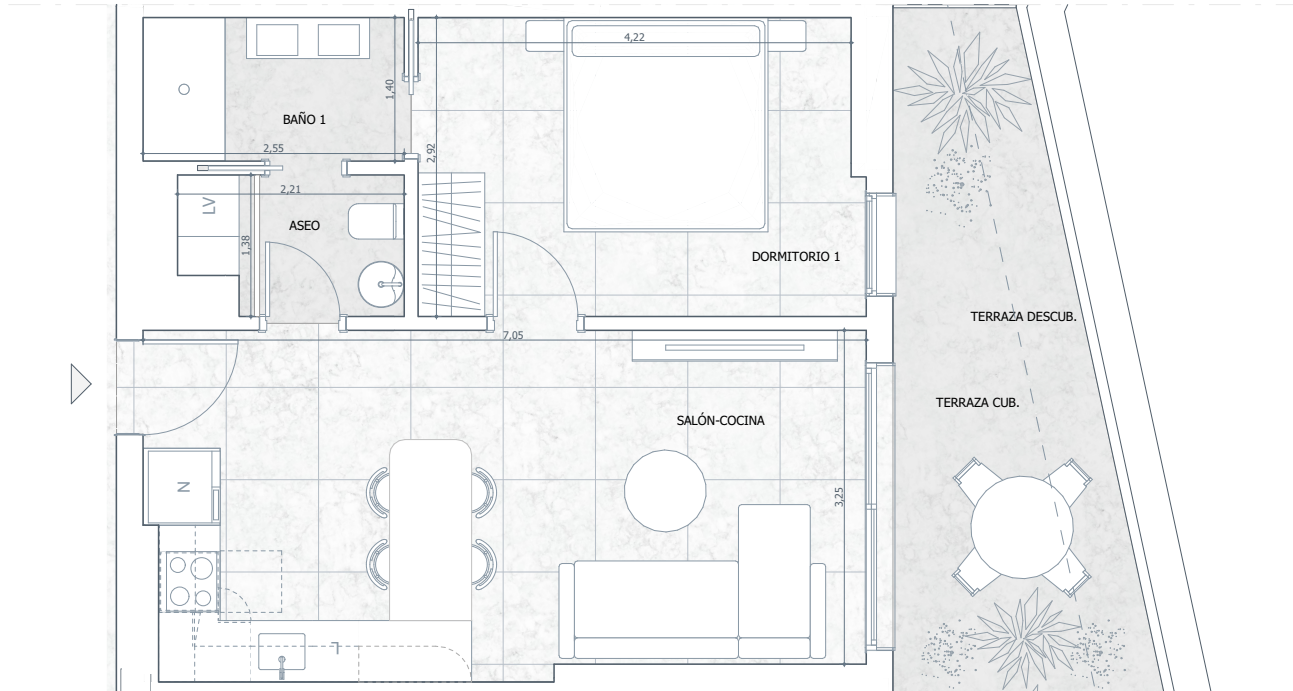 4,22
1,40
BAÑO 1
2,55
2,92
2,21
LV
ASEO
1,38
DORMITORIO 1
TERRAZA DESCUB.
7,05
TERRAZA CUB.
SALÓN-COCINA
N
3,25
L